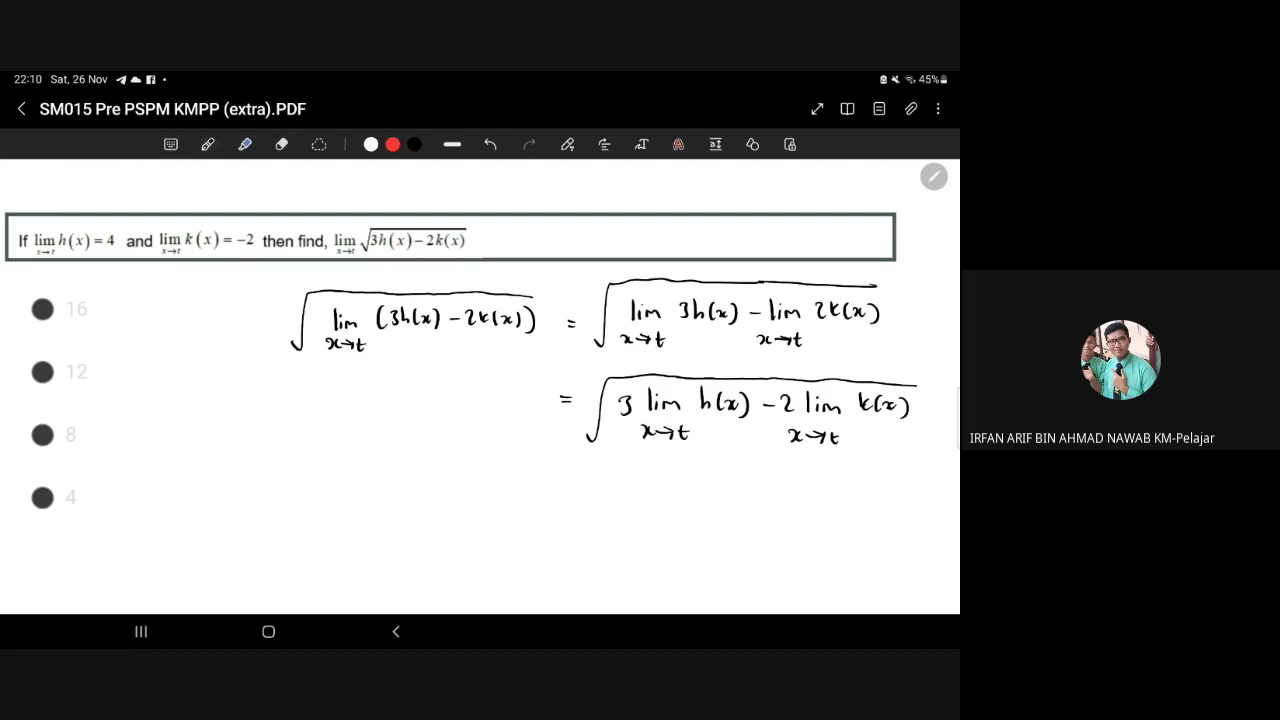 22:10 Sat, 26 Nov
45%
SM015 Pre PSPM KMPP (extra).PDF
If lim x→t h(x) = 4 and lim x→t k(x) = −2 then find, lim x→t √(3h(x) − 2k(x))
16
√(lim x→t (3h(x) − 2k(x))) = √(lim x→t 3h(x) − lim x→t 2k(x))
12
= √(3 lim x→t h(x) − 2 lim x→t k(x))
8
4
IRFAN ARIF BIN AHMAD NAWAB KM-Pelajar